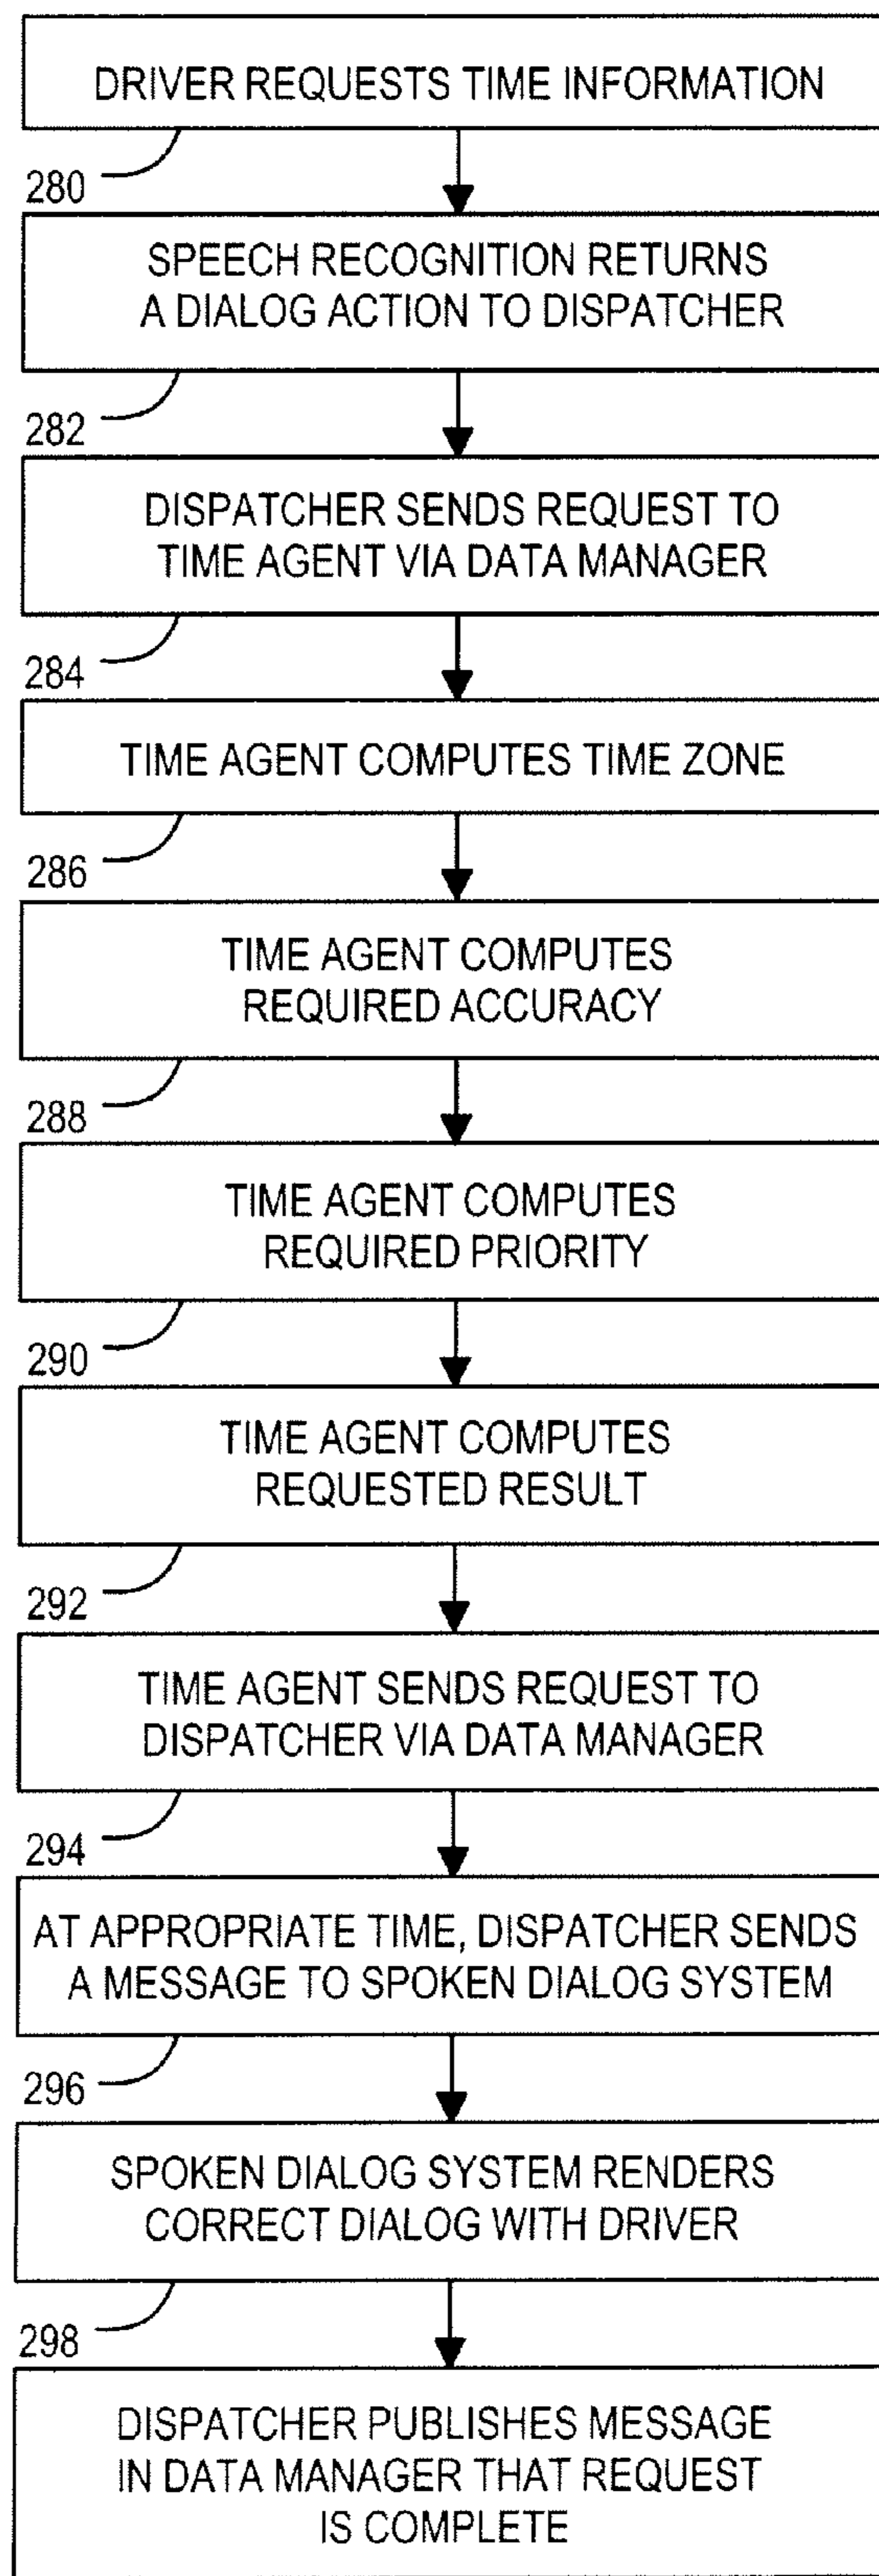 DRIVER REQUESTS TIME INFORMATION
280
SPEECH RECOGNITION RETURNS
A DIALOG ACTION TO DISPATCHER
282
DISPATCHER SENDS REQUEST TO
TIME AGENT VIA DATA MANAGER
284
TIME AGENT COMPUTES TIME ZONE
286
TIME AGENT COMPUTES
REQUIRED ACCURACY
288
TIME AGENT COMPUTES
REQUIRED PRIORITY
290
TIME AGENT COMPUTES
REQUESTED RESULT
292
TIME AGENT SENDS REQUEST TO
DISPATCHER VIA DATA MANAGER
294
AT APPROPRIATE TIME, DISPATCHER SENDS
A MESSAGE TO SPOKEN DIALOG SYSTEM
296
SPOKEN DIALOG SYSTEM RENDERS
CORRECT DIALOG WITH DRIVER
298
DISPATCHER PUBLISHES MESSAGE
IN DATA MANAGER THAT REQUEST
IS COMPLETE